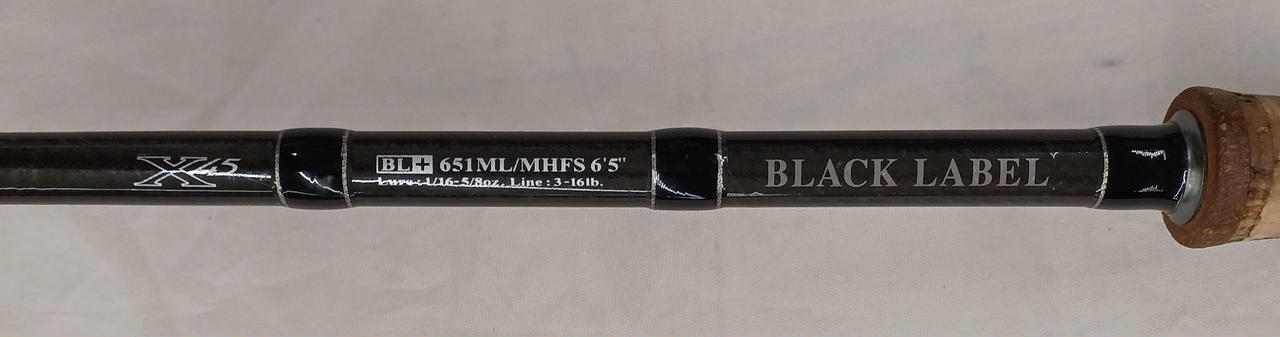 X45
BL+ 651ML/MHFS 6'5"
Lure : 1/16-5/8oz. Line : 3-16lb.
BLACK LABEL